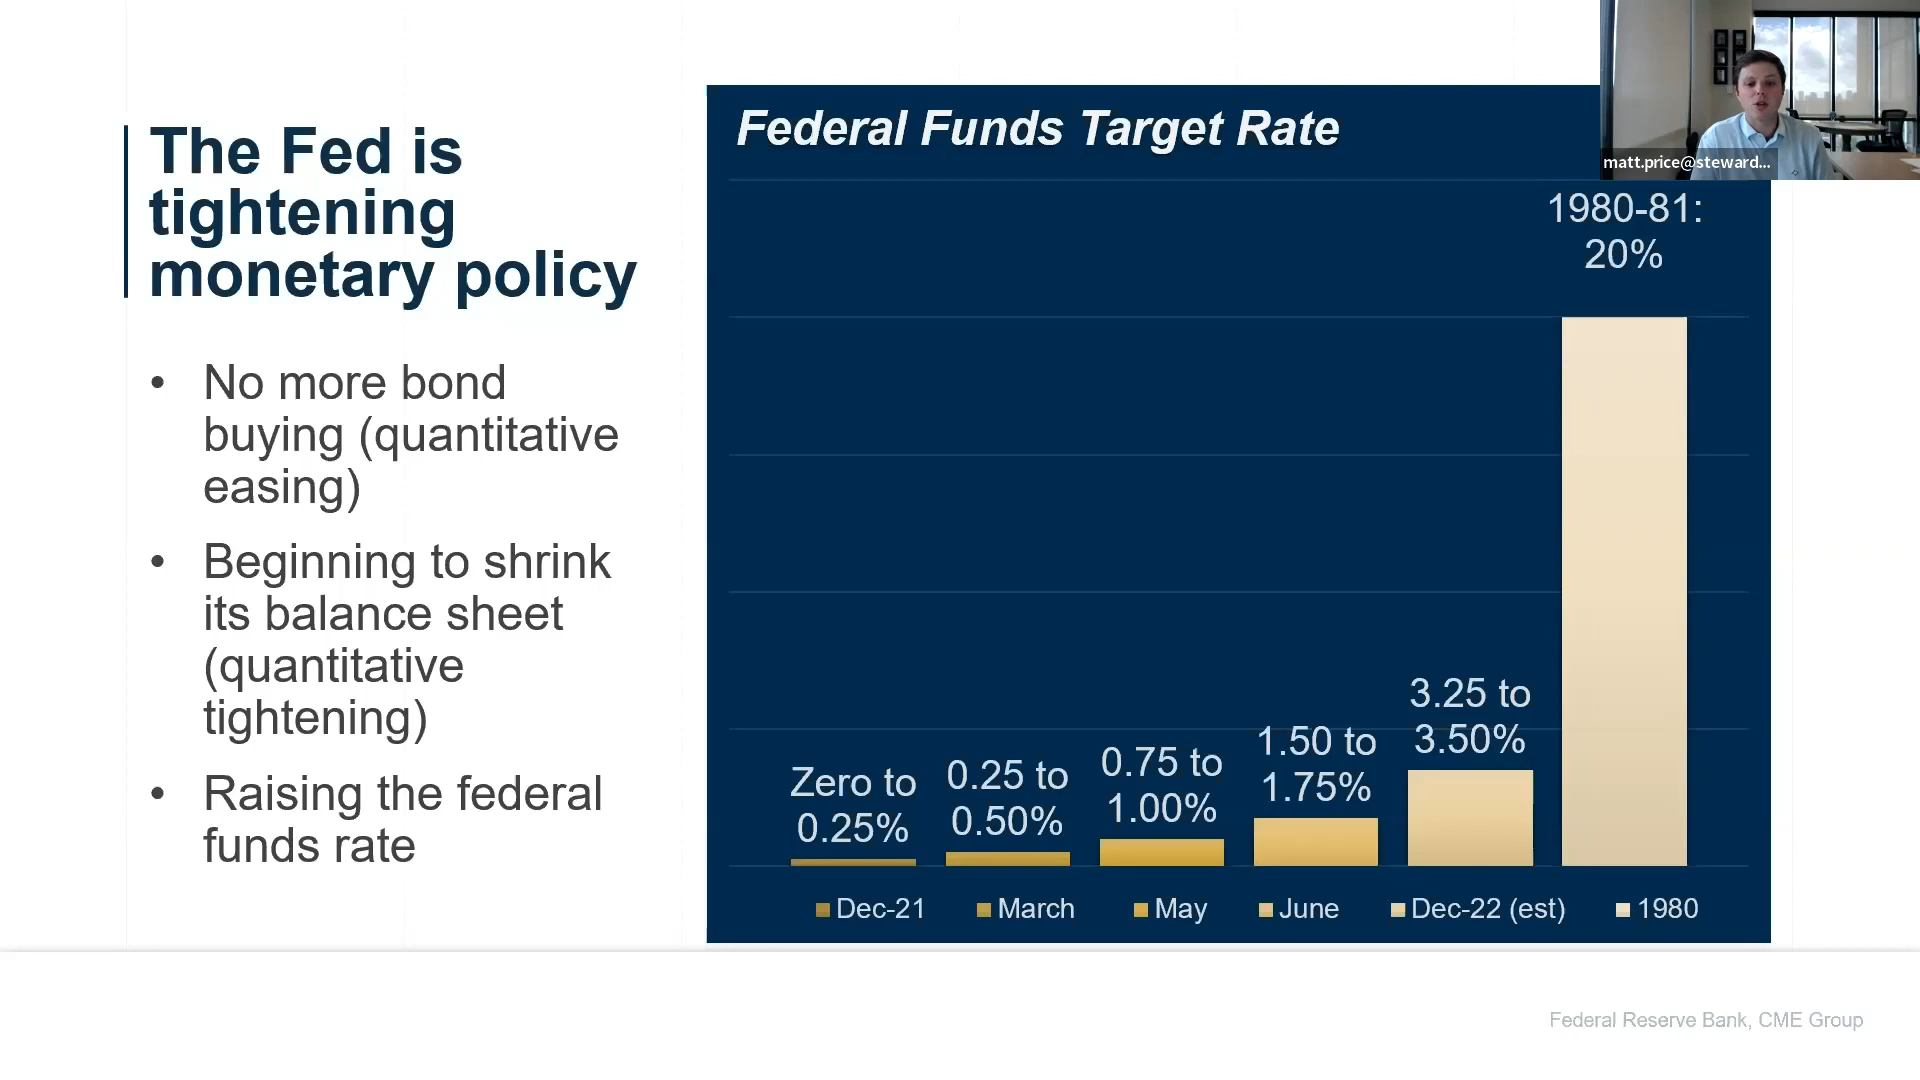 The Fed is
tightening
monetary policy
• No more bond
buying (quantitative
easing)
• Beginning to shrink
its balance sheet
(quantitative
tightening)
• Raising the federal
funds rate
Federal Funds Target Rate
matt.price@steward...
1980-81:
20%
3.25 to
3.50%
1.50 to
1.75%
0.75 to
1.00%
0.25 to
0.50%
Zero to
0.25%
Dec-21 March May June Dec-22 (est) 1980
Federal Reserve Bank, CME Group